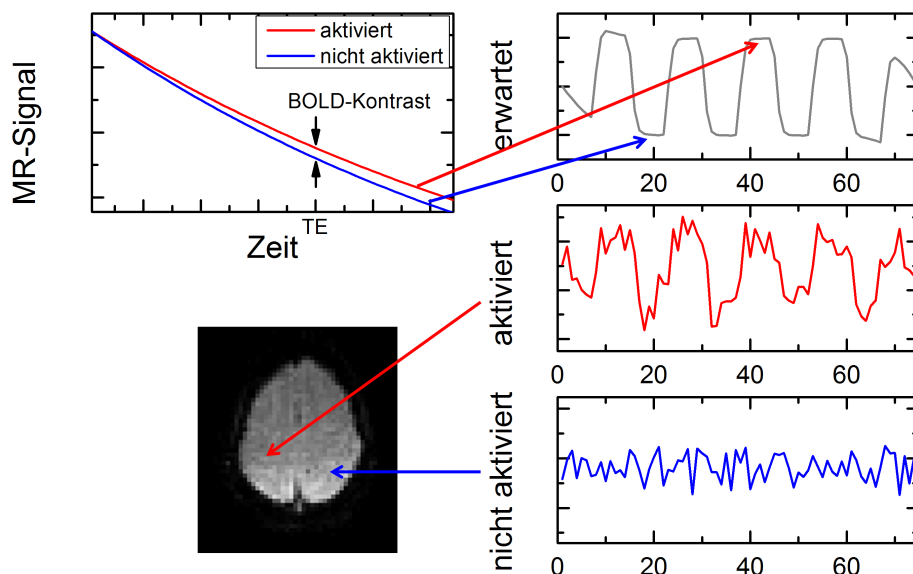 MR-Signal
aktiviert
nicht aktiviert
BOLD-Kontrast
TE
Zeit
erwartet
0 20 40 60
aktiviert
0 20 40 60
nicht aktiviert
0 20 40 60